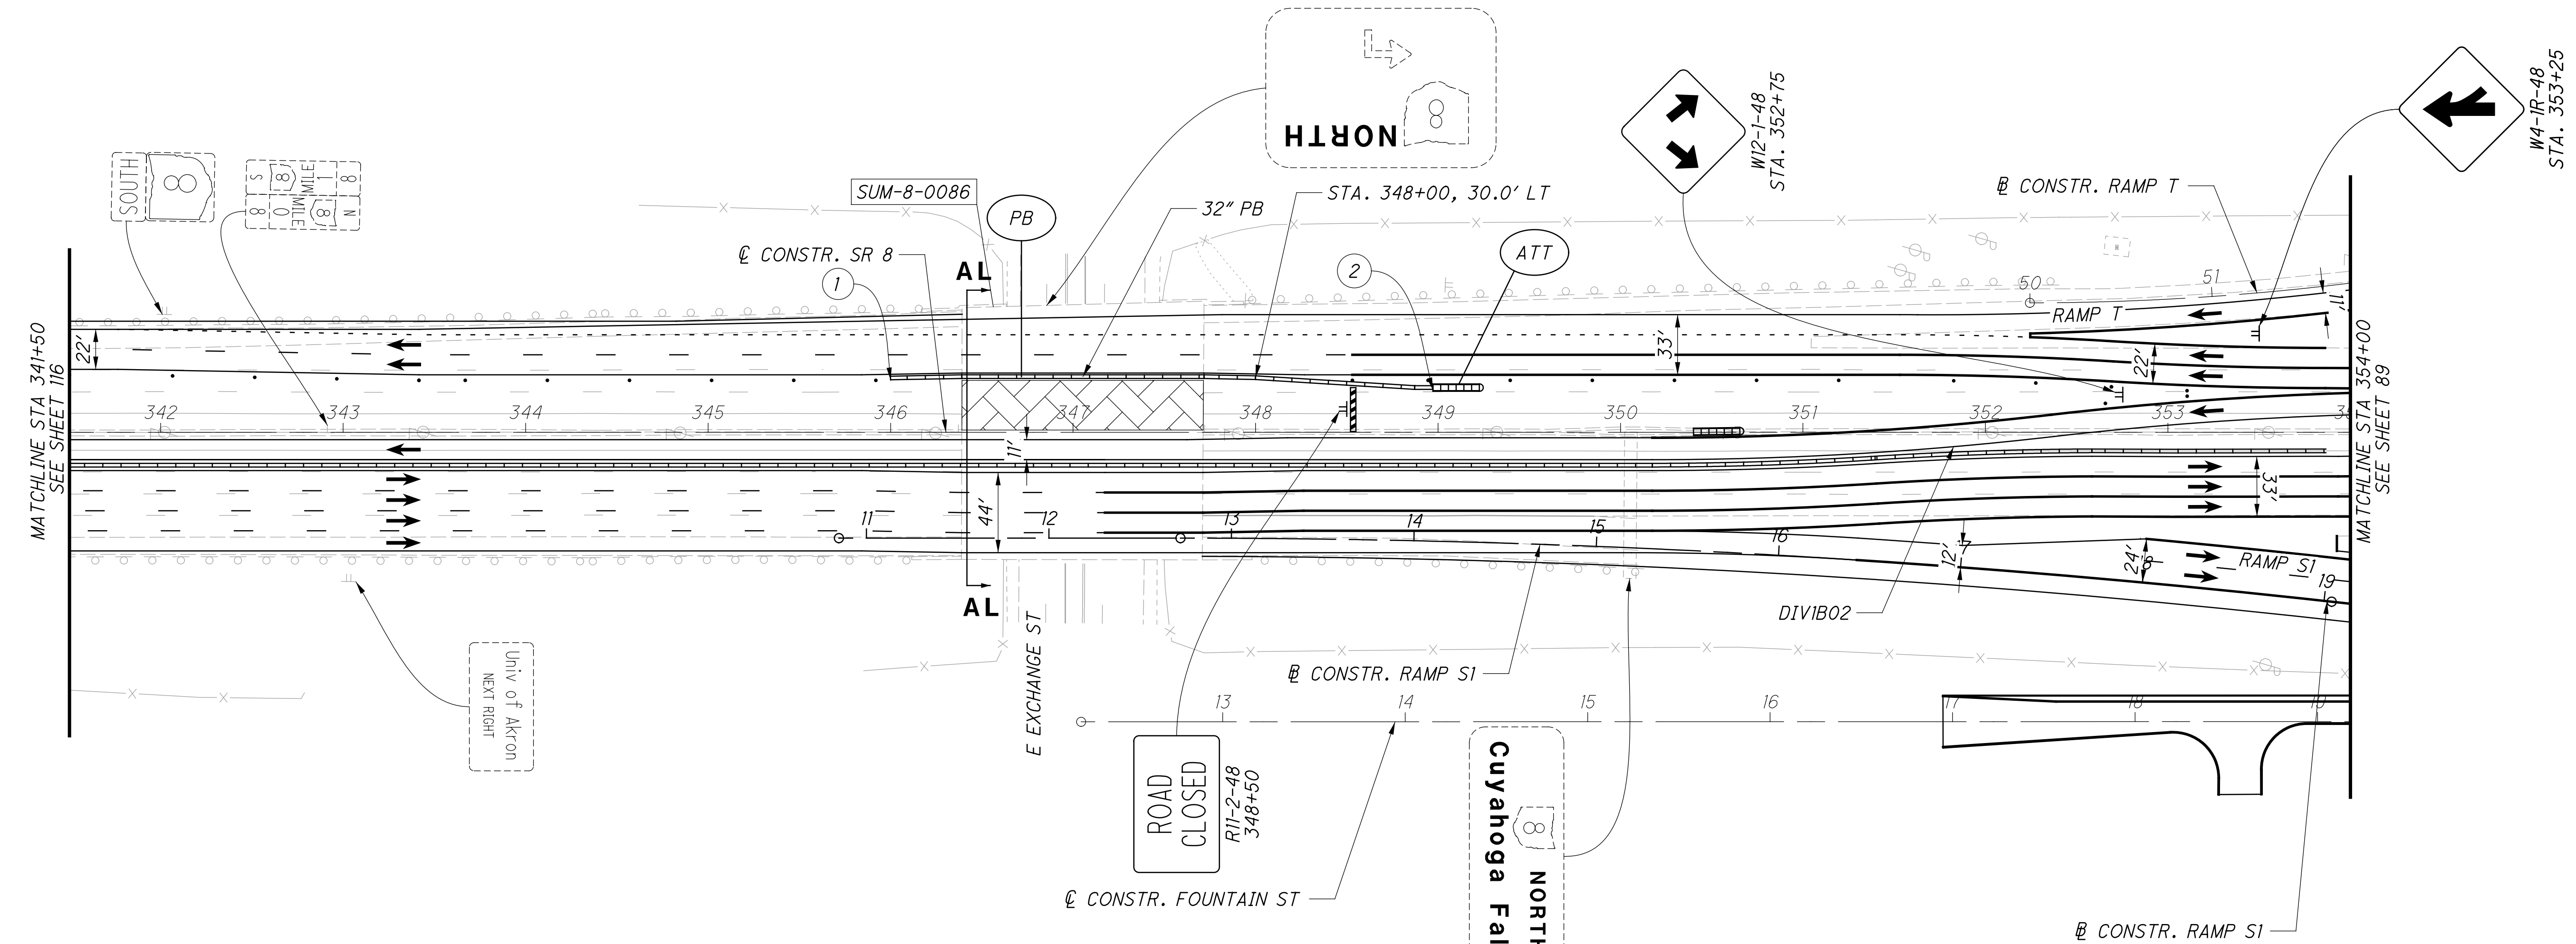 MATCHLINE STA 341+50
SEE SHEET 116
SOUTH
8
S 8 MILE 1 8
8 0 MILE 8 N
SUM-8-0086
PB
32" PB
STA. 348+00, 30.0' LT
8
NORTH
W12-1-48
STA. 352+75
W4-1R-48
STA. 353+25
℄ CONSTR. SR 8
1
AL
2
ATT
B CONSTR. RAMP T
50
51
11'
RAMP T
22'
33'
22'
342
343
344
345
346
347
348
349
350
351
352
353
11'
44'
33'
11
12
13
14
15
16
17
18
19
12'
24'
RAMP S1
AL
E EXCHANGE ST
DIV1B02
B CONSTR. RAMP S1
Univ of Akron
NEXT RIGHT
MATCHLINE STA 354+00
SEE SHEET 89
13
14
15
16
17
18
19
ROAD
CLOSED
R11-2-48
348+50
8 NORTH
Cuyahoga Fal
℄ CONSTR. FOUNTAIN ST
B CONSTR. RAMP S1